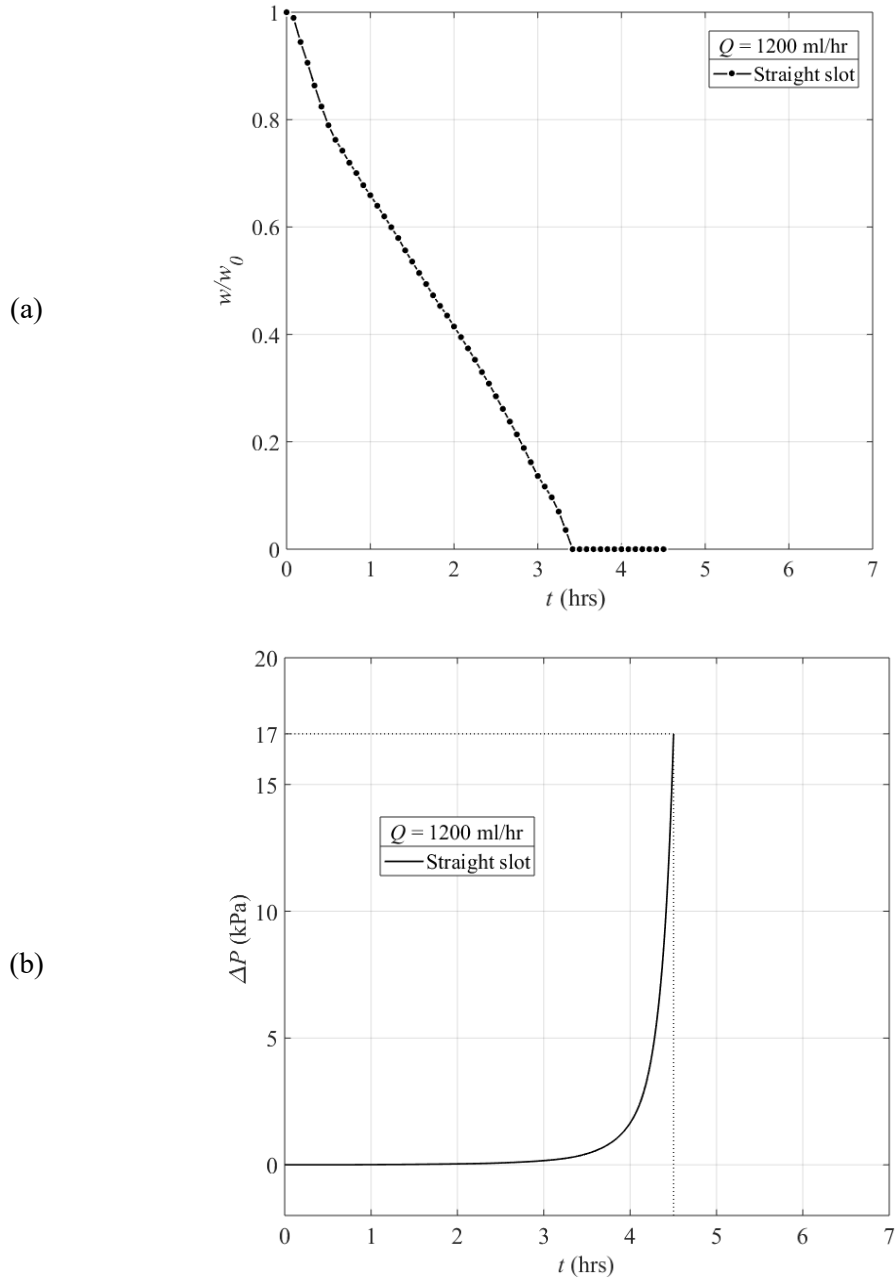 1
Q = 1200 ml/hr
Straight slot
0.8
0.6
(a)
w/w0
0.4
0.2
0
0 1 2 3 4 5 6 7
t (hrs)
20
17
15
Q = 1200 ml/hr
Straight slot
10
(b)
ΔP (kPa)
5
0
0 1 2 3 4 5 6 7
t (hrs)